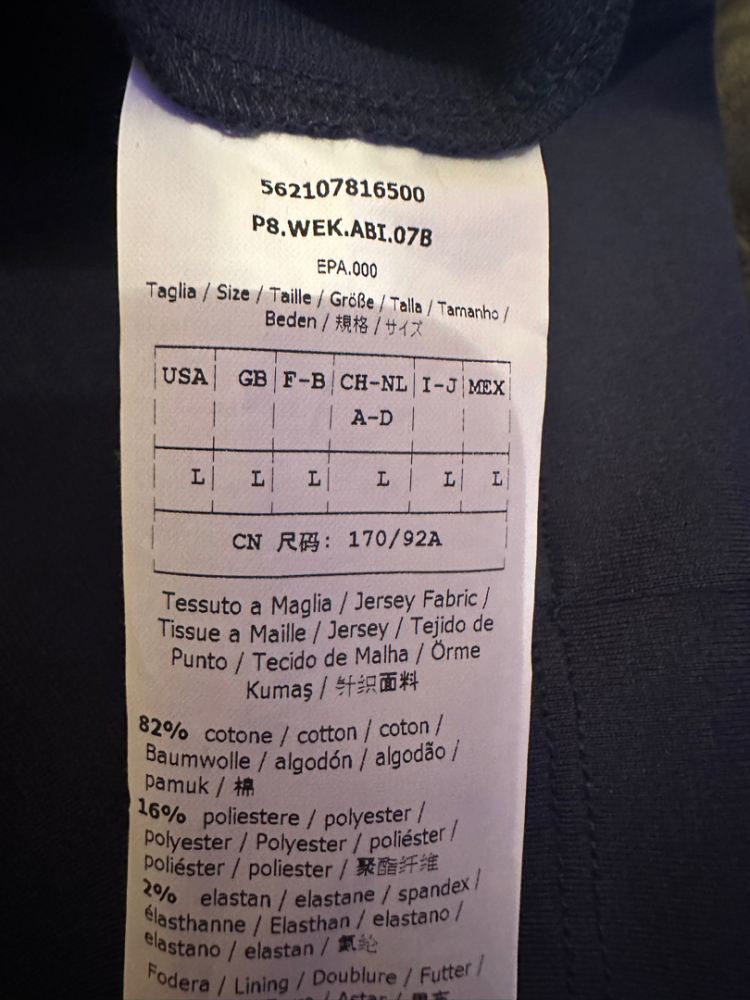 562107816500
P8.WEK.ABI.07B
EPA.000
Taglia / Size / Taille / Größe / Talla / Tamanho /
Beden / 規格 / サイズ
USA GB F-B CH-NL I-J MEX
A-D
L L L L L L
CN 尺码: 170/92A
Tessuto a Maglia / Jersey Fabric /
Tissue a Maille / Jersey / Tejido de
Punto / Tecido de Malha / Örme
Kumaş / 针织面料
82% cotone / cotton / coton /
Baumwolle / algodón / algodão /
pamuk / 棉
16% poliestere / polyester /
polyester / Polyester / poliéster /
poliéster / poliester / 聚酯纤维
2% elastan / elastane / spandex /
élasthanne / Elasthan / elastano /
elastano / elastan / 氨纶
Fodera / Lining / Doublure / Futter /
/ Astar /